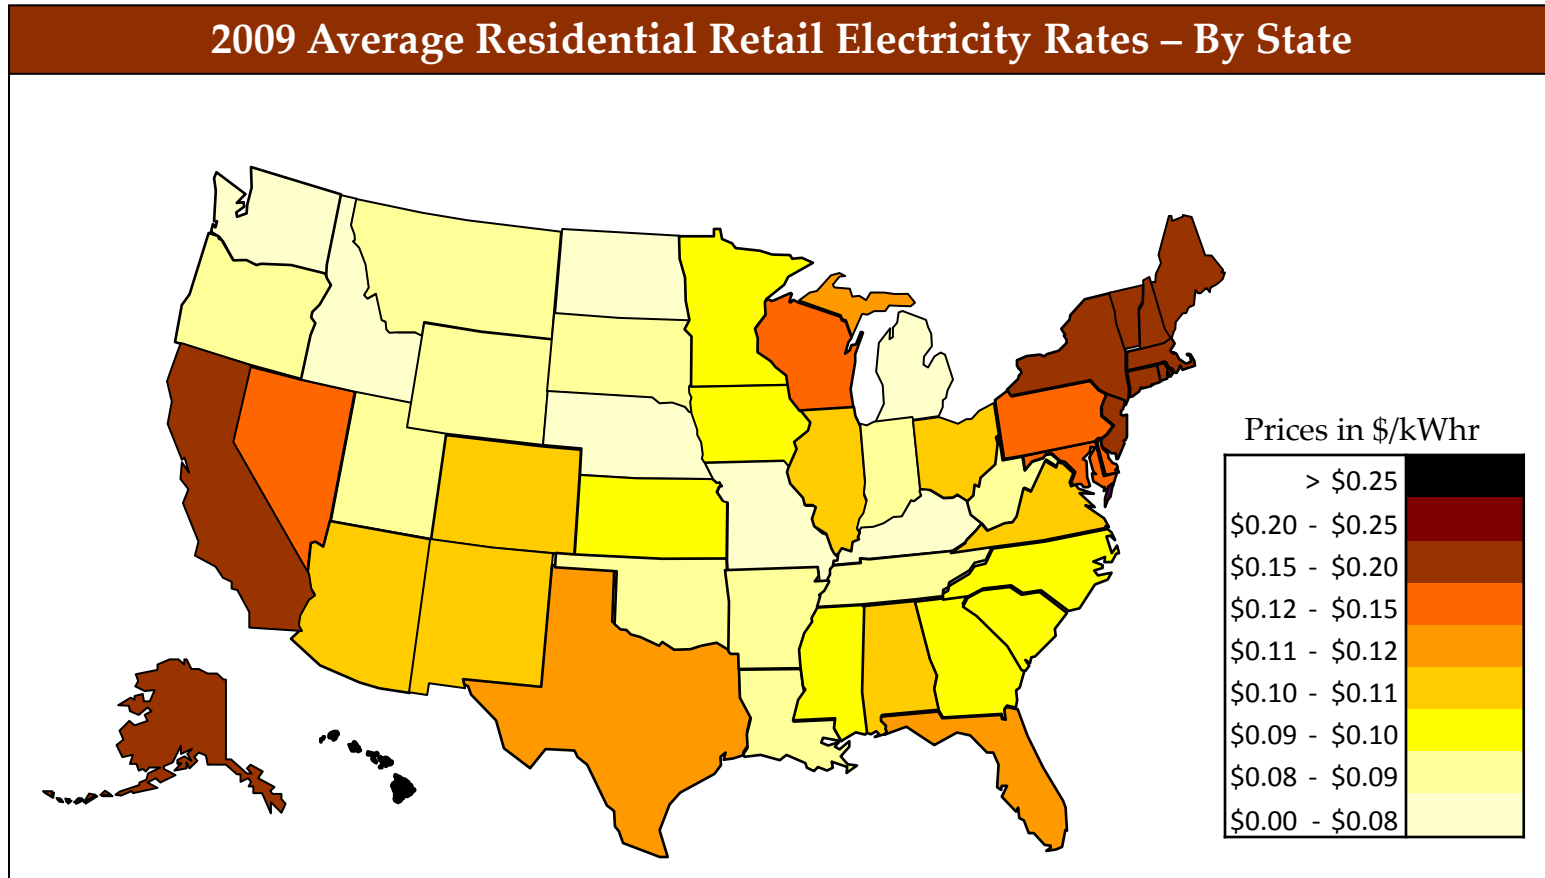 2009 Average Residential Retail Electricity Rates – By State
Prices in $/kWhr
> $0.25
$0.20 - $0.25
$0.15 - $0.20
$0.12 - $0.15
$0.11 - $0.12
$0.10 - $0.11
$0.09 - $0.10
$0.08 - $0.09
$0.00 - $0.08